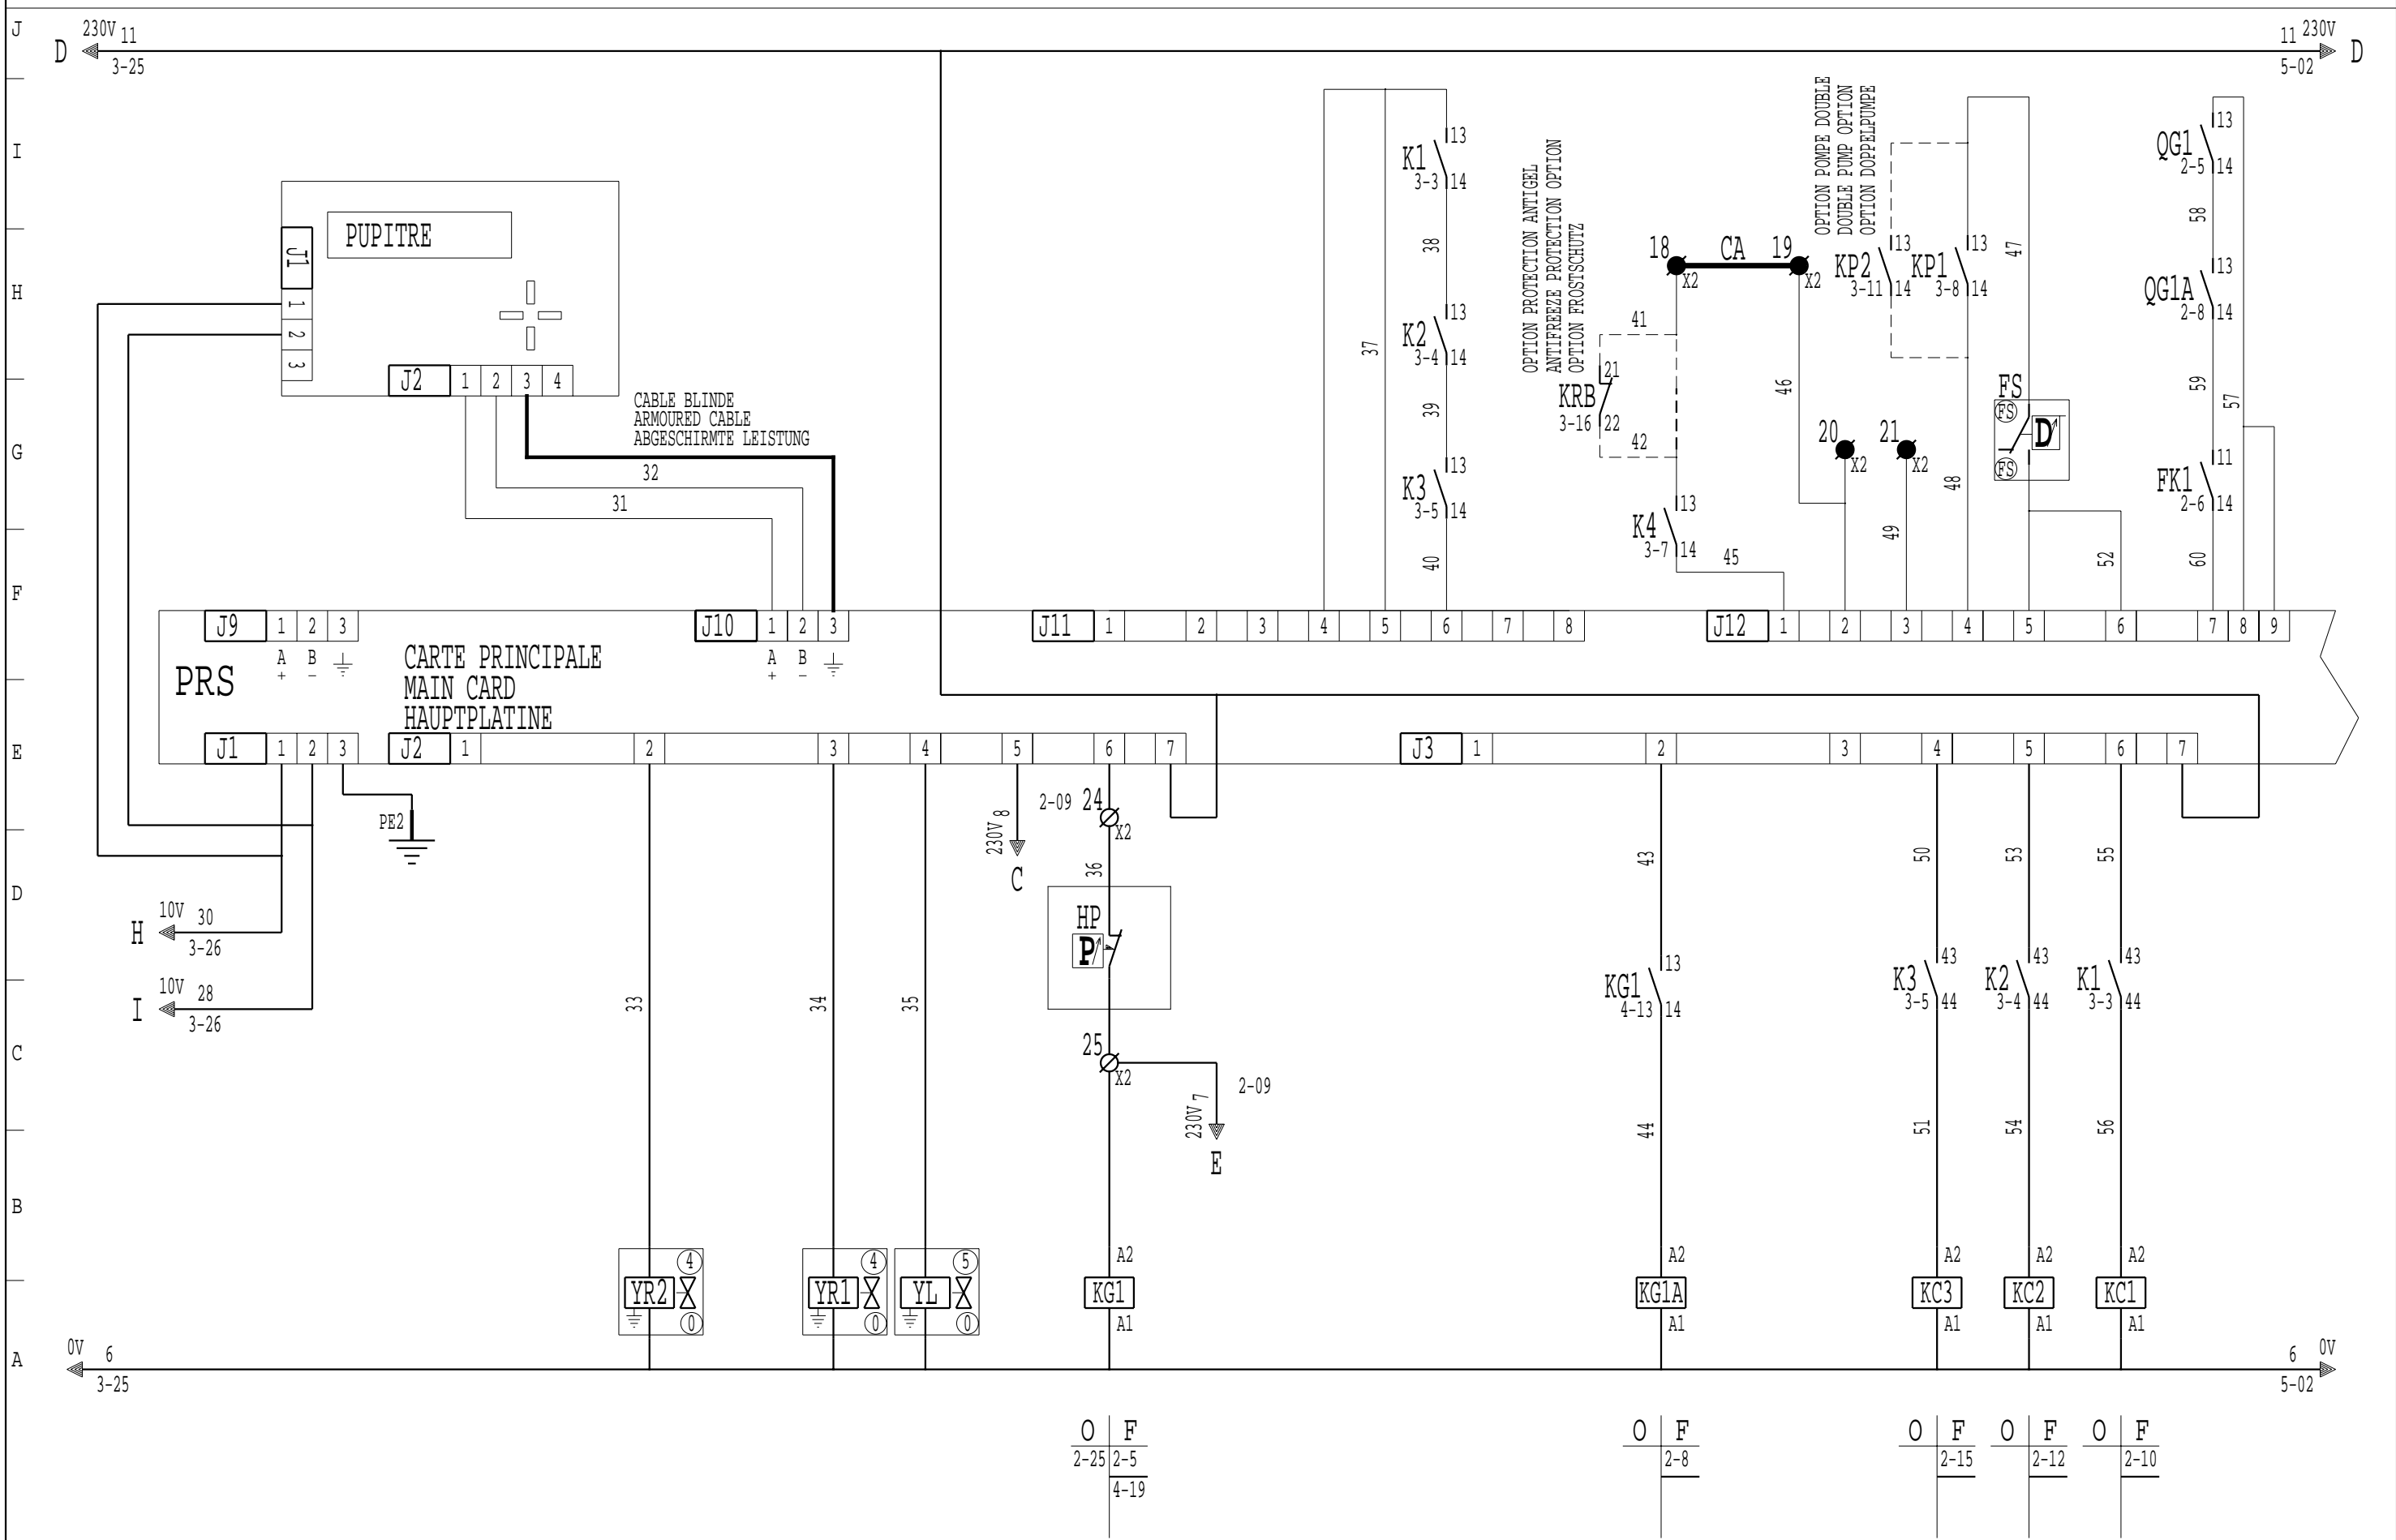 J
230V 11
D
3-25
11 230V
D
5-02
I
H
G
F
E
D
C
B
A
PUPITRE
J1
1
2
3
J2 1 2 3 4
CABLE BLINDE
ARMOURED CABLE
ABGESCHIRMTE LEISTUNG
32
31
37
K1
13
3-3 14
38
K2
13
3-4 14
39
K3
13
3-5 14
40
OPTION PROTECTION ANTIGEL
ANTIFREEZE PROTECTION OPTION
OPTION FROSTSCHUTZ
41
21
KRB
3-16 22
42
18
X2
CA
19
X2
46
K4
13
3-7 14
45
20
X2
21
X2
49
OPTION POMPE DOUBLE
DOUBLE PUMP OPTION
OPTION DOPPELPUMPE
KP2
13
3-11 14
KP1
13
3-8 14
47
48
FS
FS
D
FS
52
QG1
13
2-5 14
58
QG1A
13
2-8 14
59
57
FK1
11
2-6 14
60
J9 1 2 3
A B
+ -
J10 1 2 3
A B
+ -
J11 1 2 3 4 5 6 7 8
J12 1 2 3 4 5 6 7 8 9
PRS
CARTE PRINCIPALE
MAIN CARD
HAUPTPLATINE
J1 1 2 3
J2 1 2 3 4 5 6 7
J3 1 2 3 4 5 6 7
PE2
H
10V 30
3-26
I
10V 28
3-26
33
34
35
230V 8
C
2-09 24
X2
36
HP
P
25
X2
2-09
230V 7
E
43
KG1
13
4-13 14
44
50
K3
43
3-5 44
51
53
K2
43
3-4 44
54
55
K1
43
3-3 44
56
YR2
4
0
YR1
4
0
YL
5
0
A2
KG1
A1
A2
KG1A
A1
A2
KC3
A1
A2
KC2
A1
A2
KC1
A1
0V 6
3-25
6 0V
5-02
O F
2-25 2-5
4-19
O F
2-8
O F
2-15
O F
2-12
O F
2-10